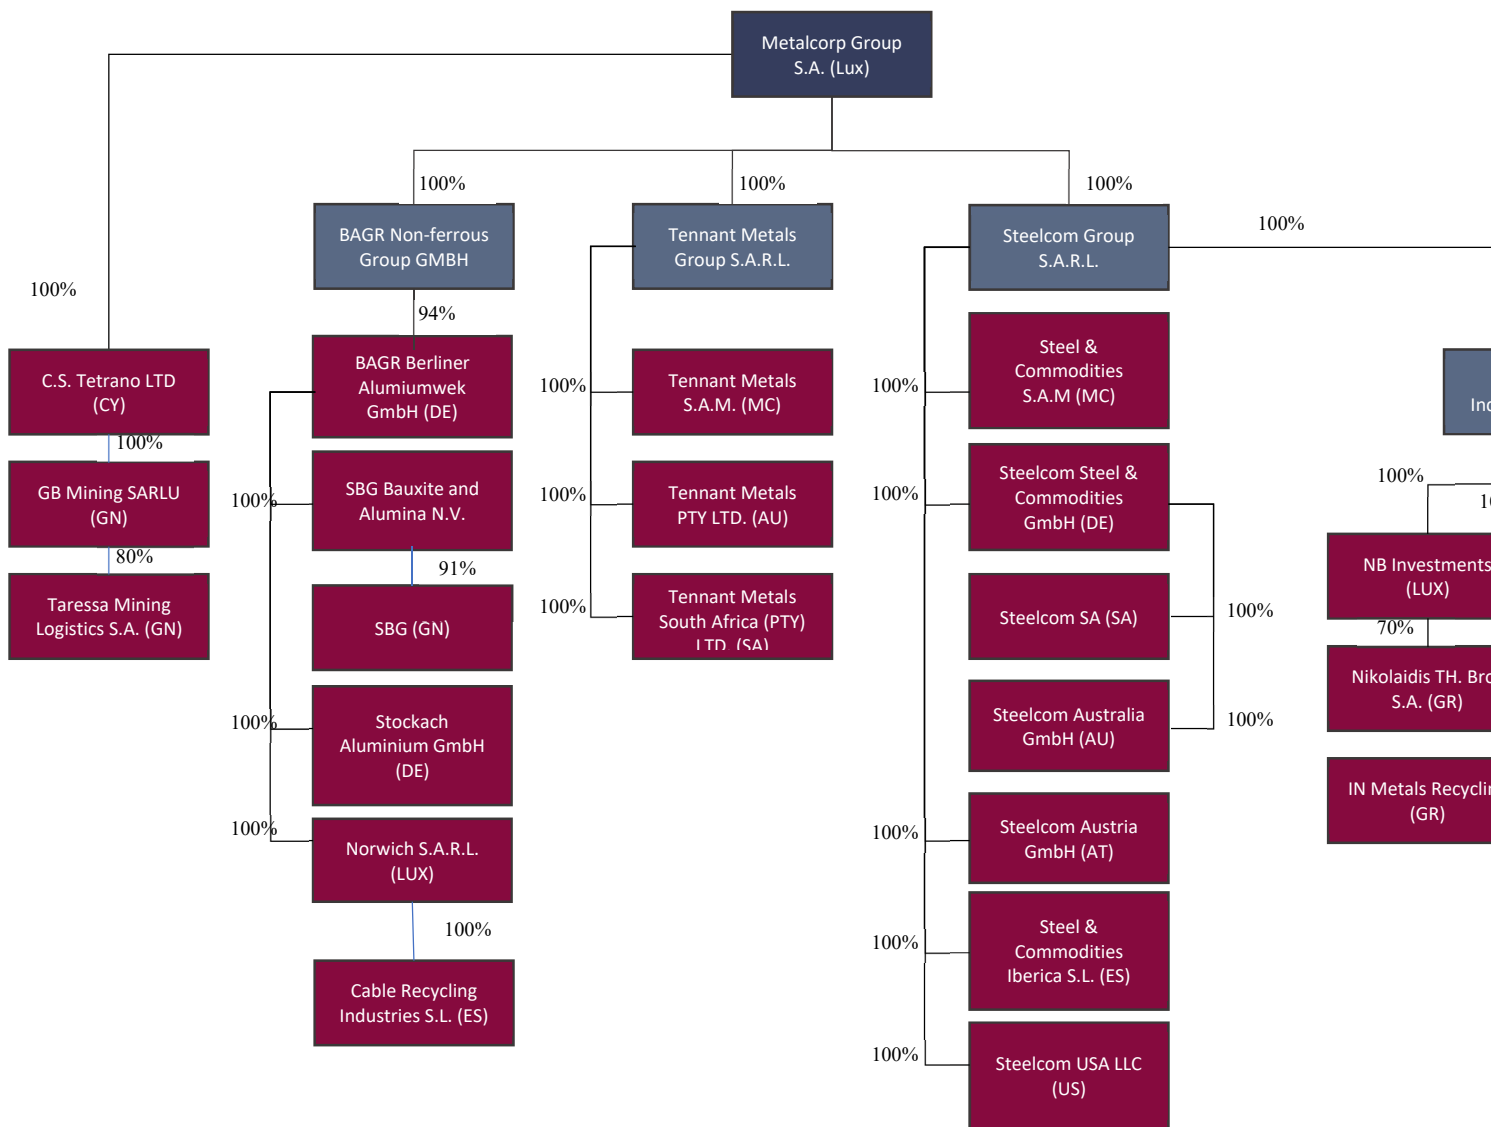 Metalcorp Group
S.A. (Lux)
100%
100%
100%
BAGR Non-ferrous
Group GMBH
Tennant Metals
Group S.A.R.L.
Steelcom Group
S.A.R.L.
100%
100%
94%
C.S. Tetrano LTD
(CY)
100%
GB Mining SARLU
(GN)
80%
Taressa Mining
Logistics S.A. (GN)
BAGR Berliner
Alumiumwek
GmbH (DE)
100%
SBG Bauxite and
Alumina N.V.
91%
SBG (GN)
100%
Stockach
Aluminium GmbH
(DE)
100%
Norwich S.A.R.L.
(LUX)
100%
Cable Recycling
Industries S.L. (ES)
100%
Tennant Metals
S.A.M. (MC)
100%
Tennant Metals
PTY LTD. (AU)
100%
Tennant Metals
South Africa (PTY)
LTD. (SA)
100%
Steel &
Commodities
S.A.M (MC)
100%
Steelcom Steel &
Commodities
GmbH (DE)
Steelcom SA (SA)
100%
Steelcom Australia
GmbH (AU)
100%
100%
Steelcom Austria
GmbH (AT)
100%
Steel &
Commodities
Iberica S.L. (ES)
100%
Steelcom USA LLC
(US)
100%
NB Investments
(LUX)
70%
Nikolaidis TH.
S.A. (GR)
IN Metals
(GR)